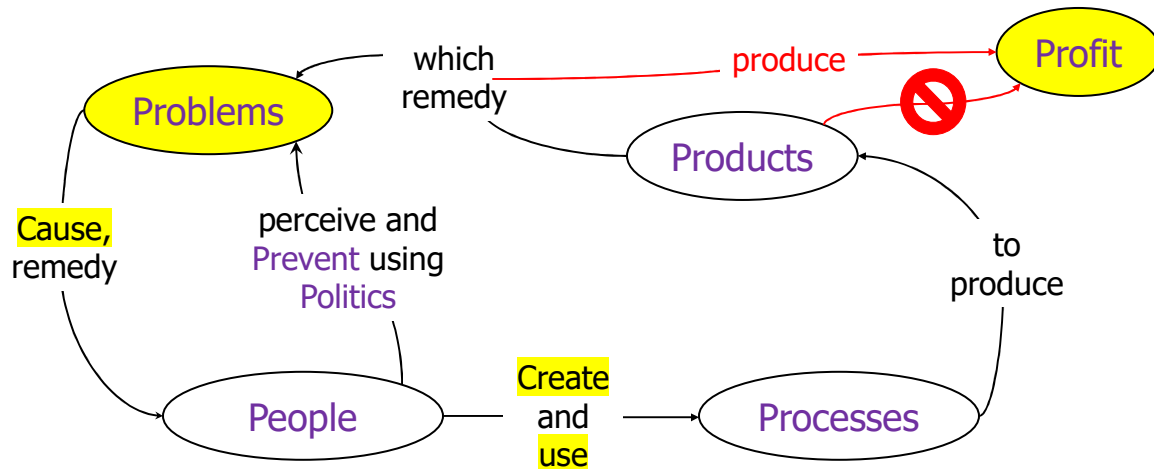 which
remedy
produce
Profit
Problems
Products
Cause,
remedy
perceive and
Prevent using
Politics
to
produce
People
Create
and
use
Processes